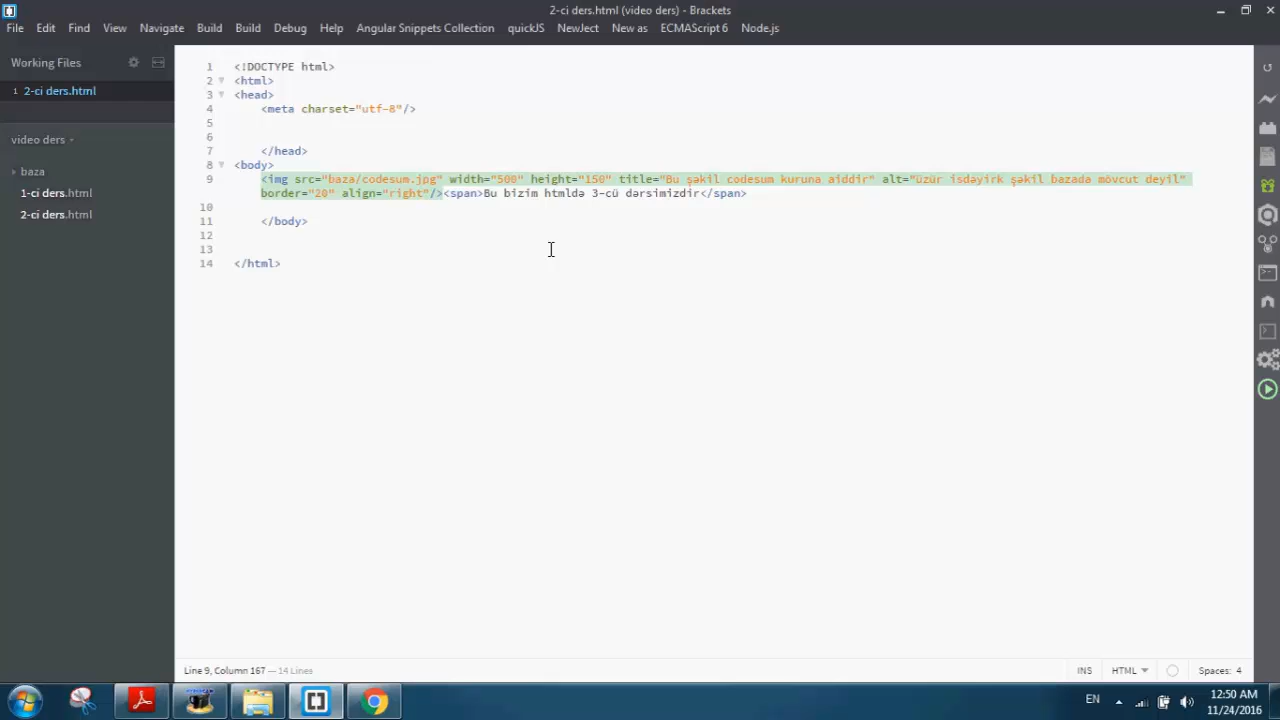 2-ci ders.html (video ders) - Brackets
File Edit Find View Navigate Build Build Debug Help Angular Snippets Collection quickJS NewJect New as ECMAScript 6 Node.js
Working Files
1 2-ci ders.html
video ders
baza
1-ci ders.html
2-ci ders.html
1 <!DOCTYPE html>
2 <html>
3 <head>
4 <meta charset="utf-8"/>
5
6
7 </head>
8 <body>
9 <img src="baza/codesum.jpg" width="500" height="150" title="Bu şəkil codesum kuruna aiddir" alt="üzür isdəyirk şəkil bazada mövcut deyil"
border="20" align="right"/><span>Bu bizim htmldə 3-cü dərsimizdir</span>
10
11 </body>
12
13
14 </html>
Line 9, Column 167 — 14 Lines
INS HTML Spaces: 4
EN
12:50 AM
11/24/2016